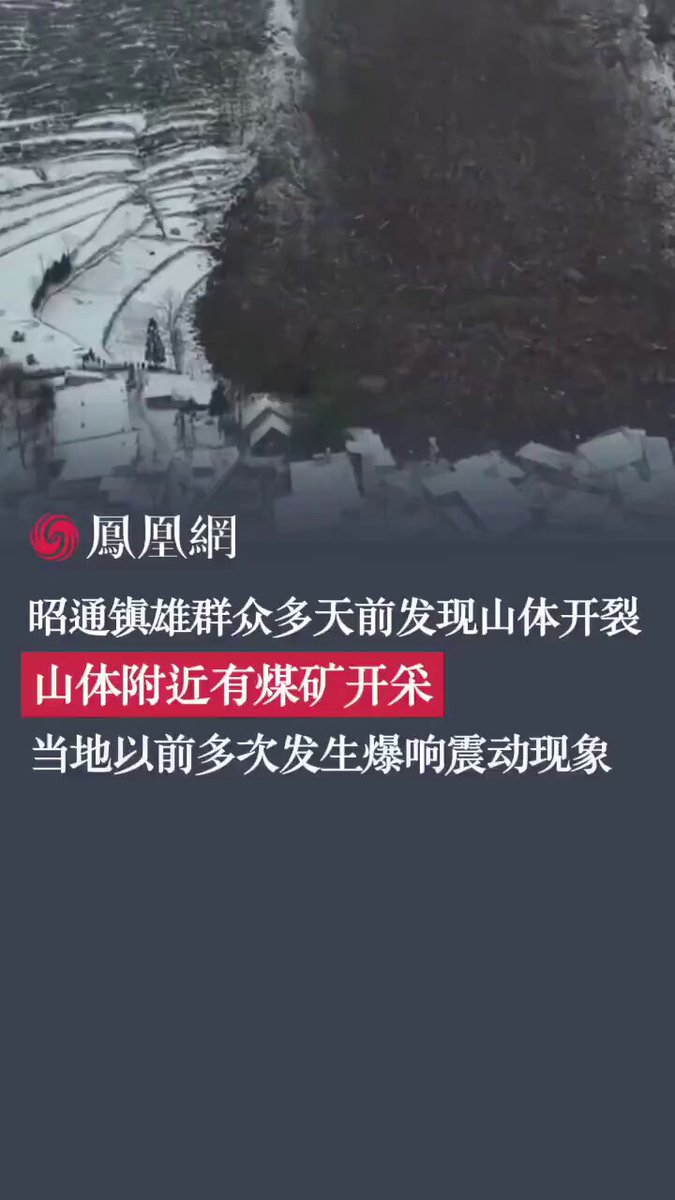 鳳凰網
昭通镇雄群众多天前发现山体开裂
山体附近有煤矿开采
当地以前多次发生爆响震动现象